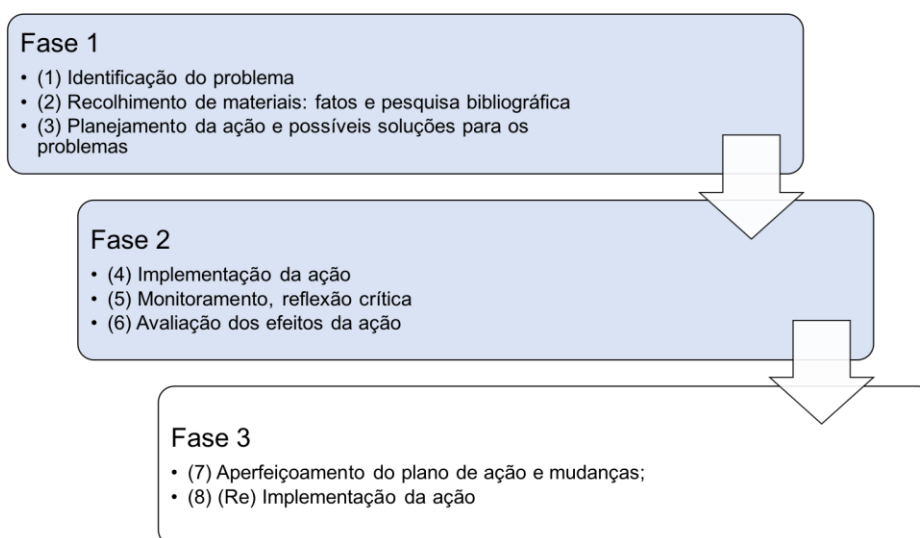 Fase 1
• (1) Identificação do problema
• (2) Recolhimento de materiais: fatos e pesquisa bibliográfica
• (3) Planejamento da ação e possíveis soluções para os
problemas
Fase 2
• (4) Implementação da ação
• (5) Monitoramento, reflexão crítica
• (6) Avaliação dos efeitos da ação
Fase 3
• (7) Aperfeiçoamento do plano de ação e mudanças;
• (8) (Re) Implementação da ação